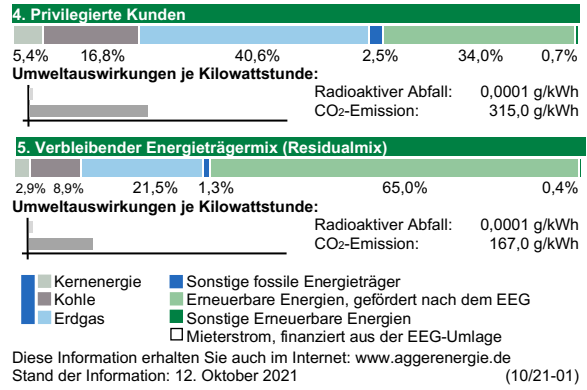 4. Privilegierte Kunden
5,4% 16,8% 40,6% 2,5% 34,0% 0,7%
Umweltauswirkungen je Kilowattstunde:
Radioaktiver Abfall: 0,0001 g/kWh
CO2-Emission: 315,0 g/kWh
5. Verbleibender Energieträgermix (Residualmix)
2,9% 8,9% 21,5% 1,3% 65,0% 0,4%
Umweltauswirkungen je Kilowattstunde:
Radioaktiver Abfall: 0,0001 g/kWh
CO2-Emission: 167,0 g/kWh
Kernenergie Sonstige fossile Energieträger
Kohle Erneuerbare Energien, gefördert nach dem EEG
Erdgas Sonstige Erneuerbare Energien
Mieterstrom, finanziert aus der EEG-Umlage
Diese Information erhalten Sie auch im Internet: www.aggerenergie.de
Stand der Information: 12. Oktober 2021 (10/21-01)